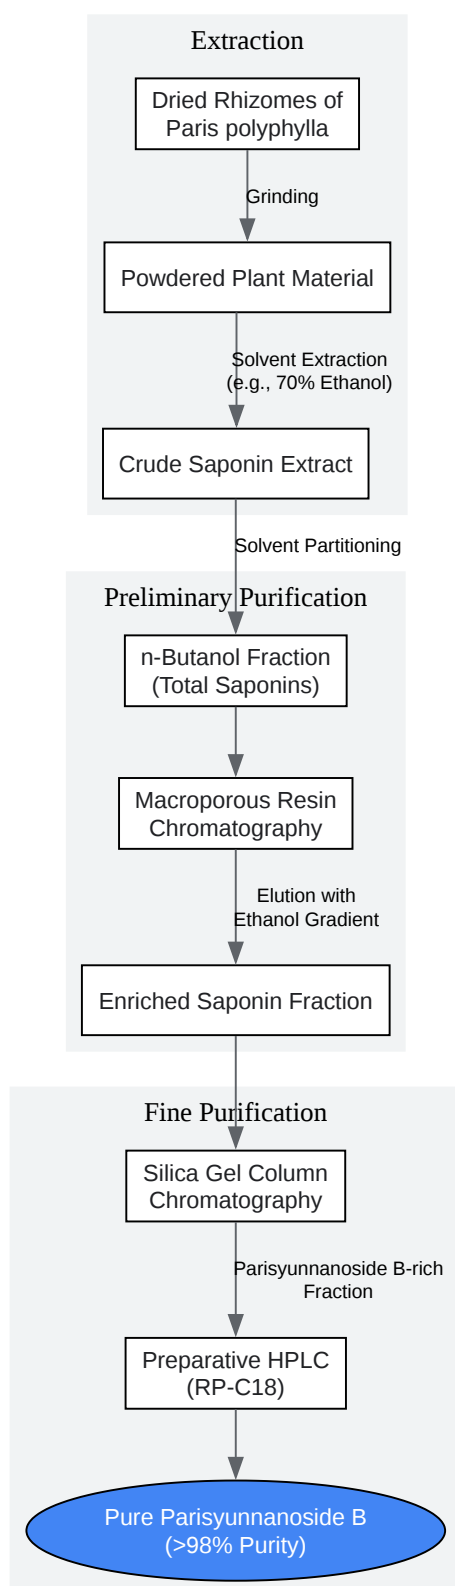 Extraction
Dried Rhizomes of
Paris polyphylla
Grinding
Powdered Plant Material
Solvent Extraction
(e.g., 70% Ethanol)
Crude Saponin Extract
Solvent Partitioning
Preliminary Purification
n-Butanol Fraction
(Total Saponins)
Macroporous Resin
Chromatography
Elution with
Ethanol Gradient
Enriched Saponin Fraction
Fine Purification
Silica Gel Column
Chromatography
Parisyunnanoside B-rich
Fraction
Preparative HPLC
(RP-C18)
Pure Parisyunnanoside B
(>98% Purity)